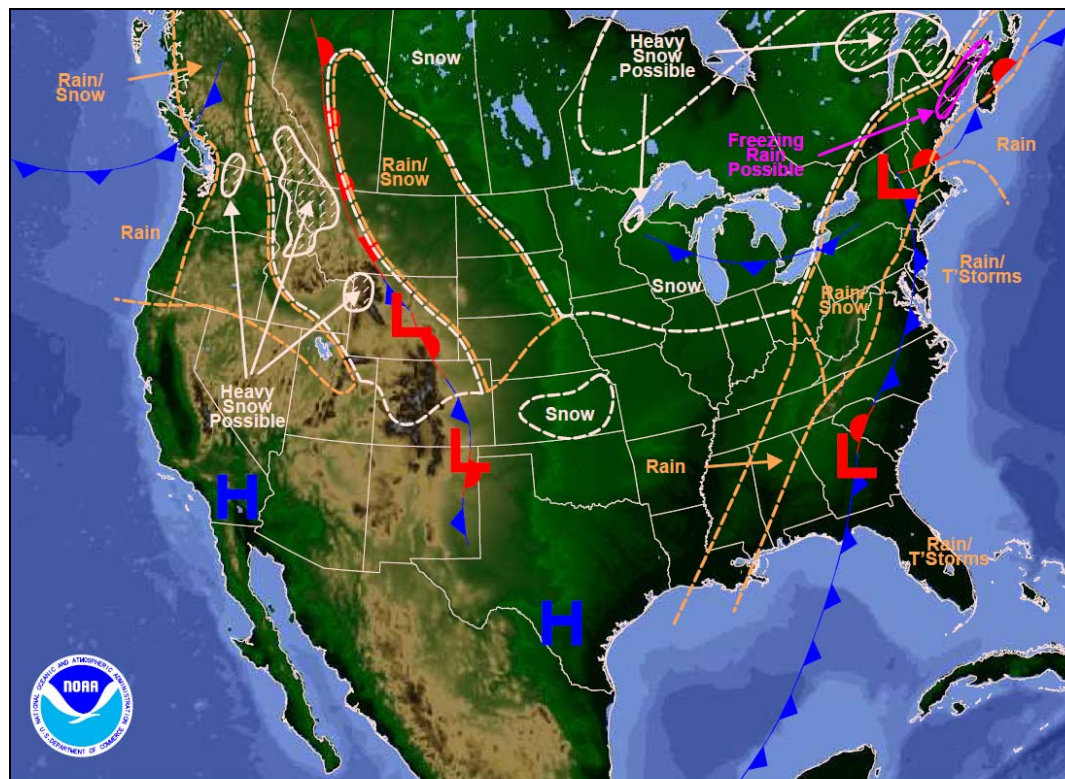 Snow
Heavy
Snow
Possible
Rain/
Snow
Freezing
Rain
Possible
Rain
Rain/
Snow
Rain
Rain/
T'Storms
Snow
Rain/
Snow
L
L
Heavy
Snow
Possible
Snow
L
L
Rain
H
Rain/
T'Storms
H
NATIONAL OCEANIC AND ATMOSPHERIC ADMINISTRATION
NOAA
U.S. DEPARTMENT OF COMMERCE